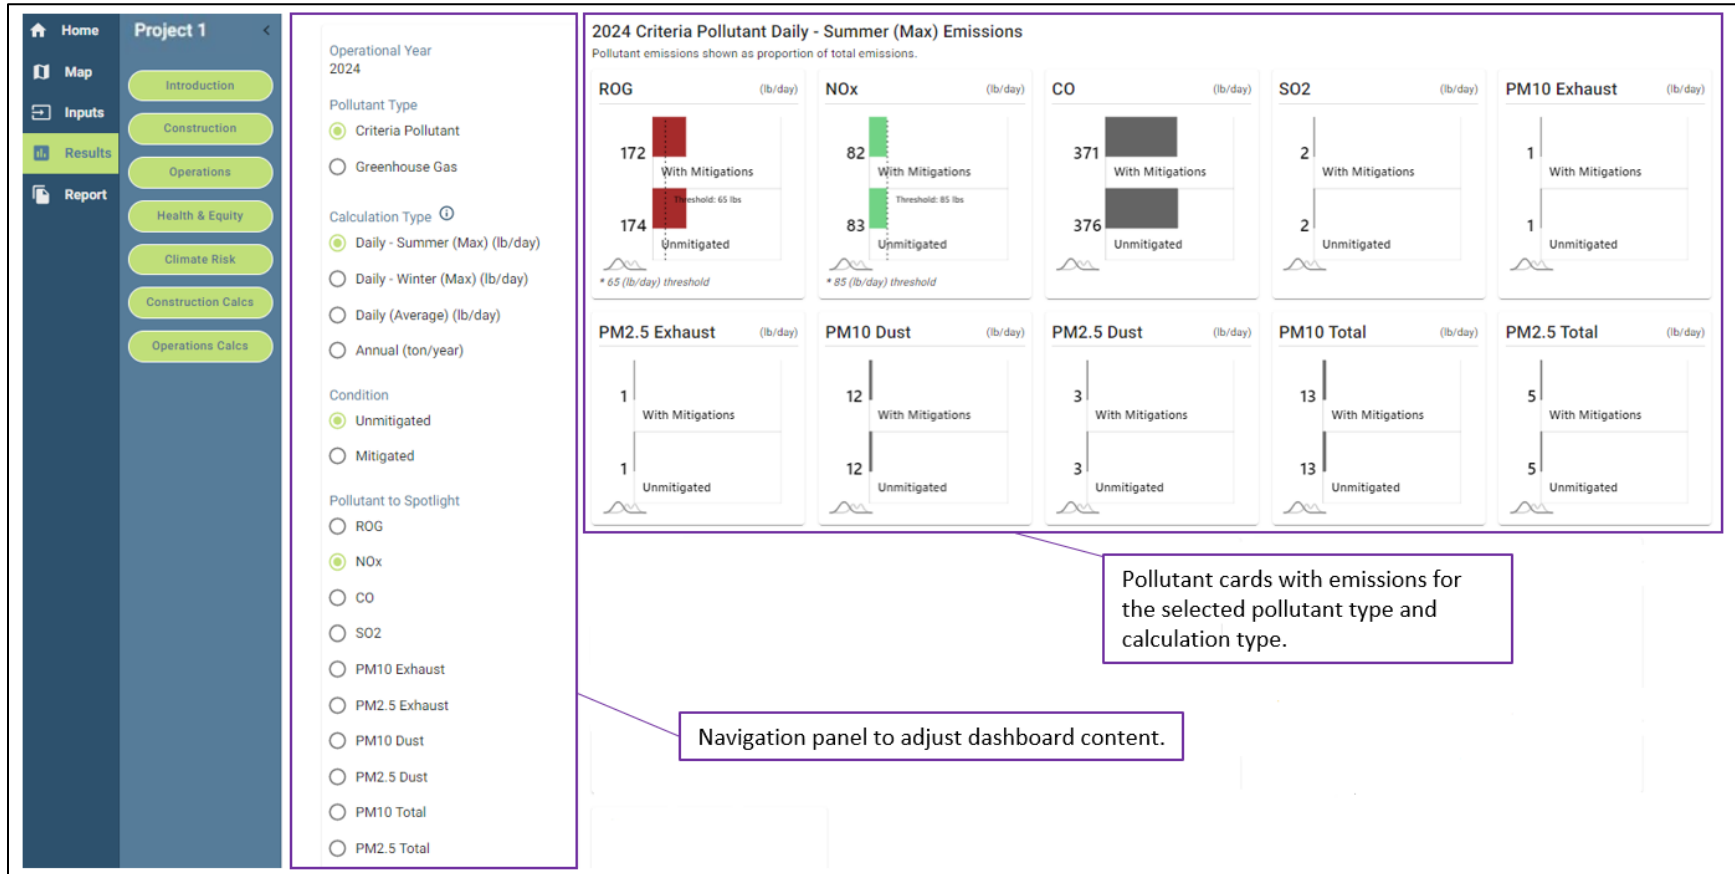 Home
Map
Inputs
Results
Report
Project 1
<
Introduction
Construction
Operations
Health & Equity
Climate Risk
Construction Calcs
Operations Calcs
Operational Year
2024
Pollutant Type
Criteria Pollutant
Greenhouse Gas
Calculation Type
Daily - Summer (Max) (lb/day)
Daily - Winter (Max) (lb/day)
Daily (Average) (lb/day)
Annual (ton/year)
Condition
Unmitigated
Mitigated
Pollutant to Spotlight
ROG
NOx
CO
SO2
PM10 Exhaust
PM2.5 Exhaust
PM10 Dust
PM2.5 Dust
PM10 Total
PM2.5 Total
2024 Criteria Pollutant Daily - Summer (Max) Emissions
Pollutant emissions shown as proportion of total emissions.
ROG (lb/day)
172
With Mitigations
Threshold: 65 lbs
174
Unmitigated
* 65 (lb/day) threshold
NOx (lb/day)
82
With Mitigations
Threshold: 85 lbs
83
Unmitigated
* 85 (lb/day) threshold
CO (lb/day)
371
With Mitigations
376
Unmitigated
SO2 (lb/day)
2
With Mitigations
2
Unmitigated
PM10 Exhaust (lb/day)
1
With Mitigations
1
Unmitigated
PM2.5 Exhaust (lb/day)
1
With Mitigations
1
Unmitigated
PM10 Dust (lb/day)
12
With Mitigations
12
Unmitigated
PM2.5 Dust (lb/day)
3
With Mitigations
3
Unmitigated
PM10 Total (lb/day)
13
With Mitigations
13
Unmitigated
PM2.5 Total (lb/day)
5
With Mitigations
5
Unmitigated
Pollutant cards with emissions for
the selected pollutant type and
calculation type.
Navigation panel to adjust dashboard content.